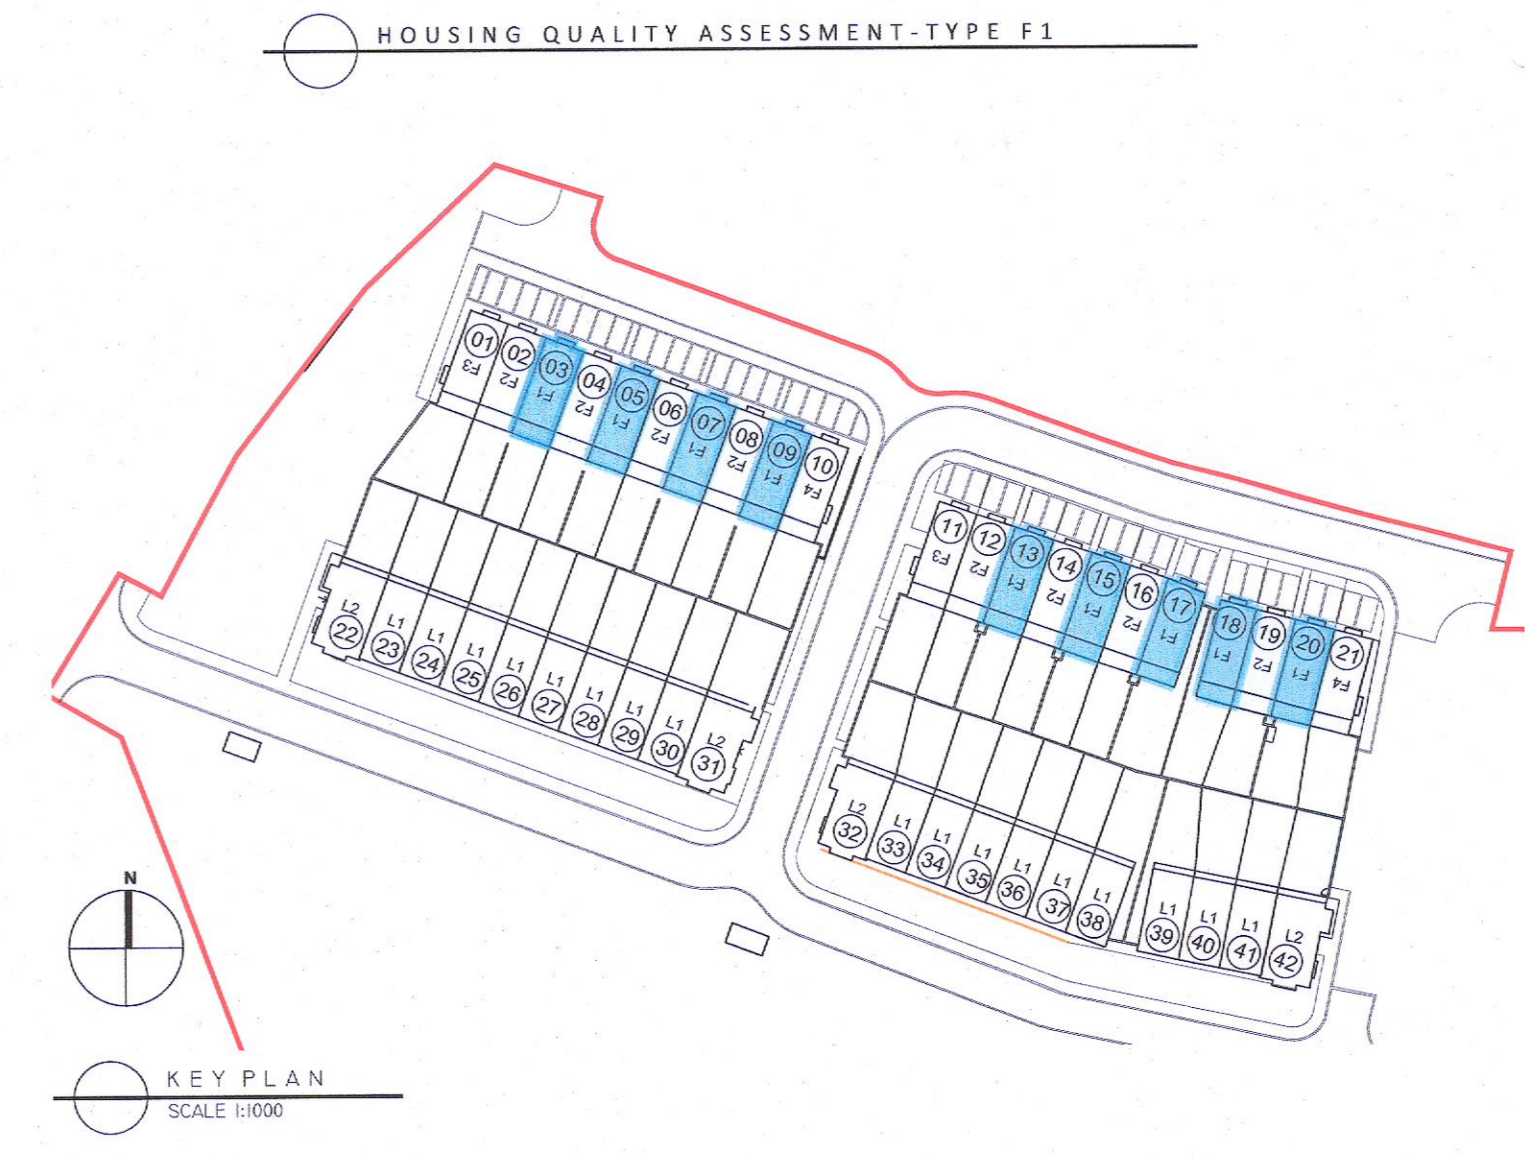 HOUSING QUALITY ASSESSMENT-TYPE F1
01 02 03 04 05 06 07 08 09 10
F3 F2 F1 F2 F1 F2 F1 F2 F1 F4
11 12 13 14 15 16 17 18 19 20 21
F3 F2 F1 F2 F1 F2 F1 F1 F2 F1 F4
L2 L1 L1 L1 L1 L1 L1 L1 L1 L2
22 23 24 25 26 27 28 29 30 31
L2 L1 L1 L1 L1 L1 L1 L1 L1 L1 L2
32 33 34 35 36 37 38 39 40 41 42
N
KEY PLAN
SCALE 1:1000